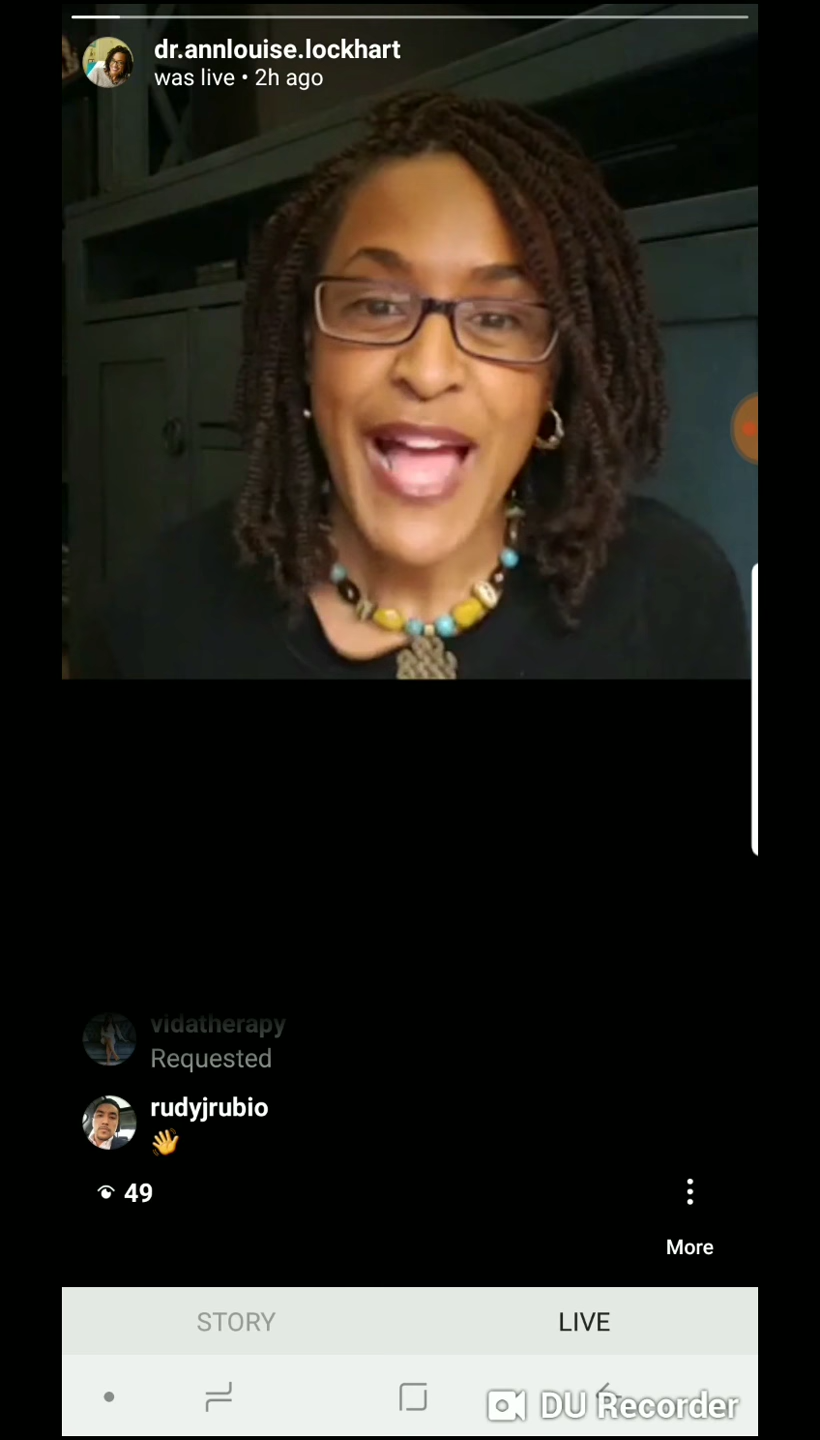 dr.annlouise.lockhart
was live • 2h ago
vidatherapy
Requested
rudyjrubio
👋
49
More
STORY
LIVE
DU Recorder